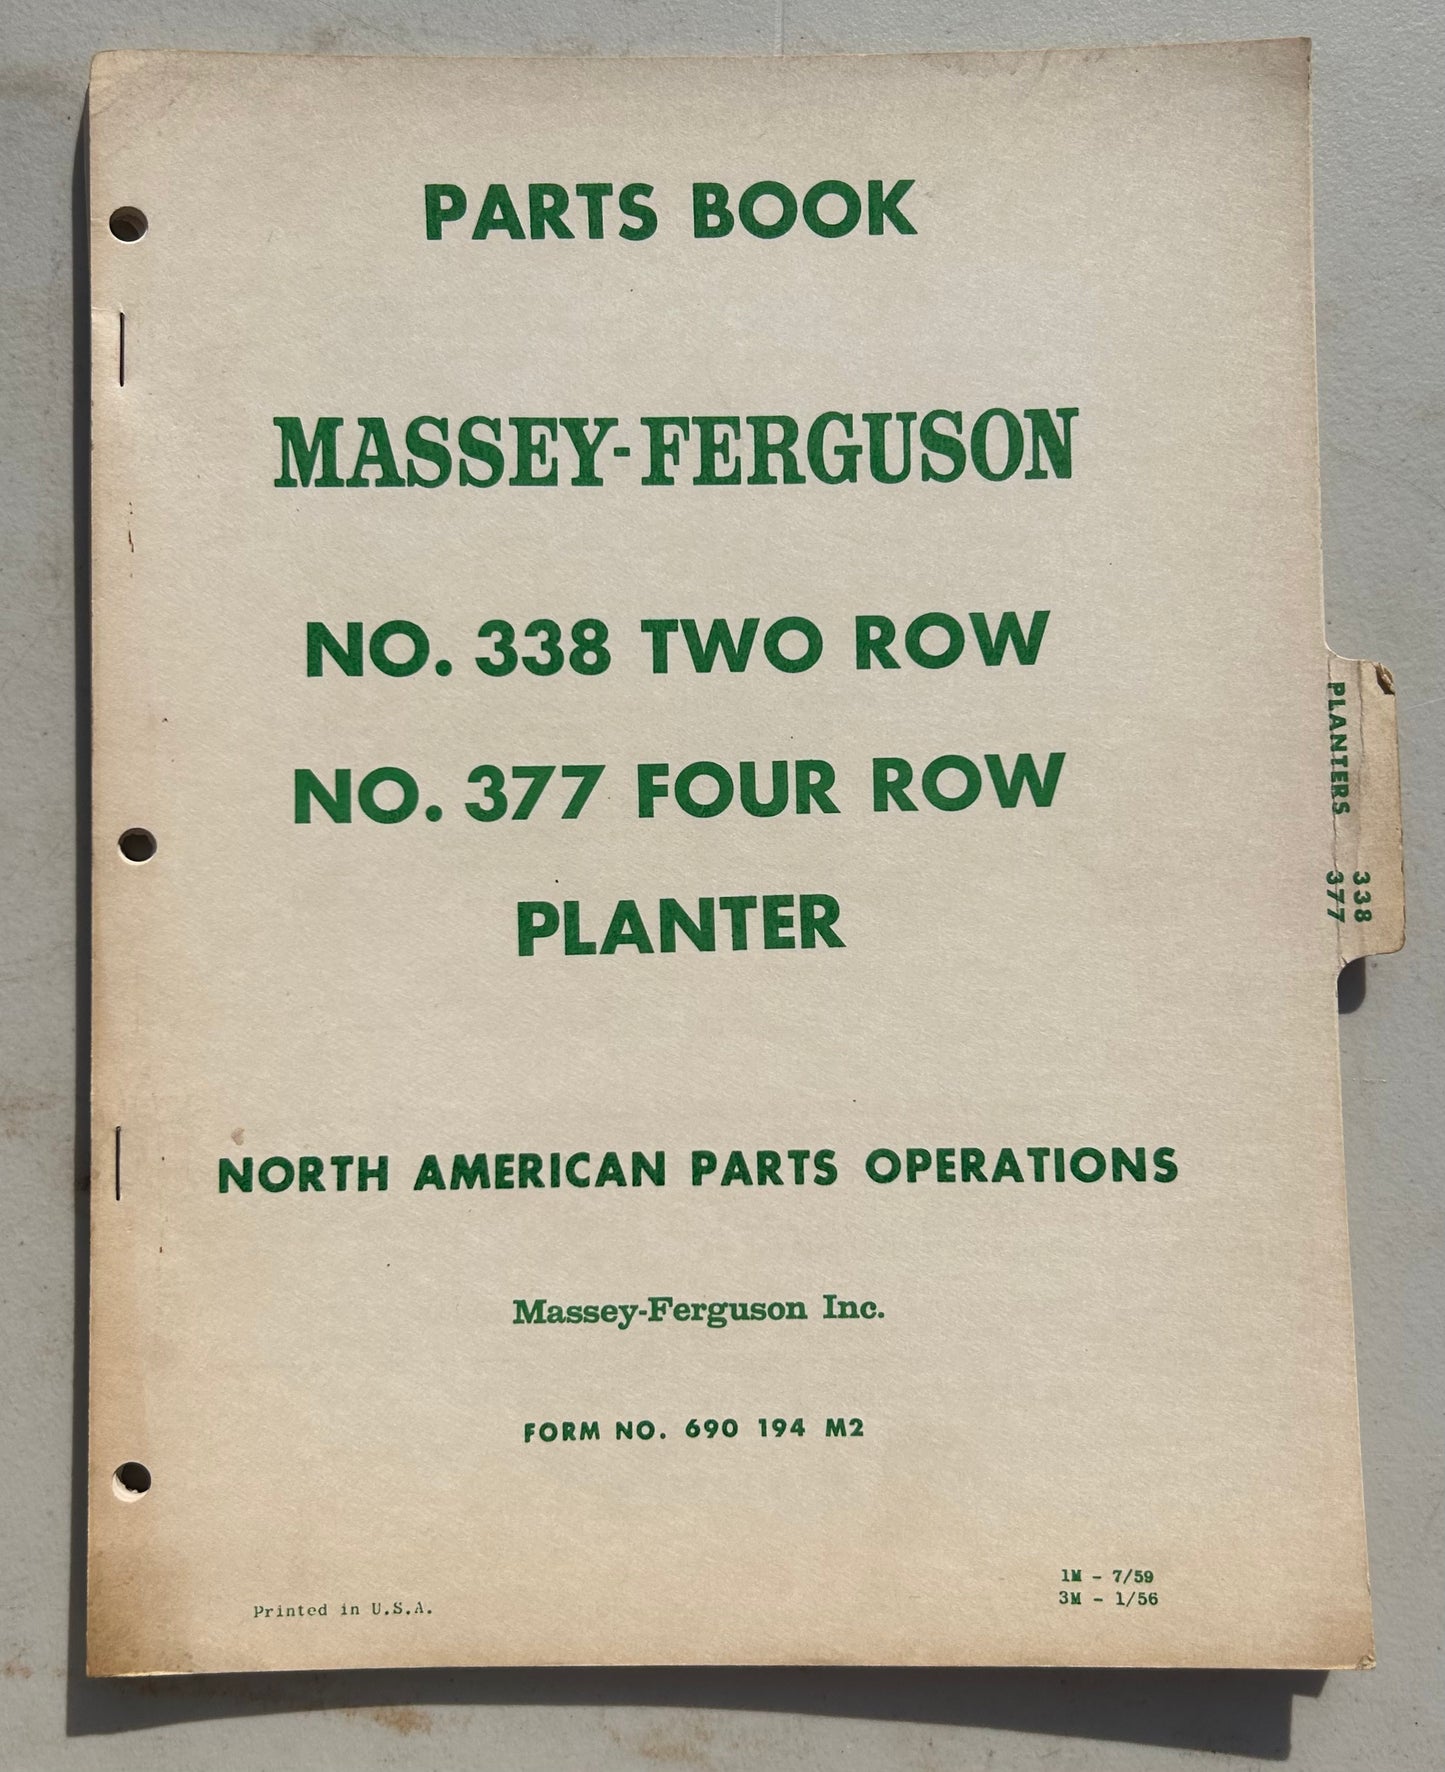 PARTS BOOK
MASSEY-FERGUSON
NO. 338 TWO ROW
NO. 377 FOUR ROW
PLANTER
PLANTERS 338
377
NORTH AMERICAN PARTS OPERATIONS
Massey-Ferguson Inc.
FORM NO. 690 194 M2
1M - 7/59
3M - 1/56
Printed in U.S.A.